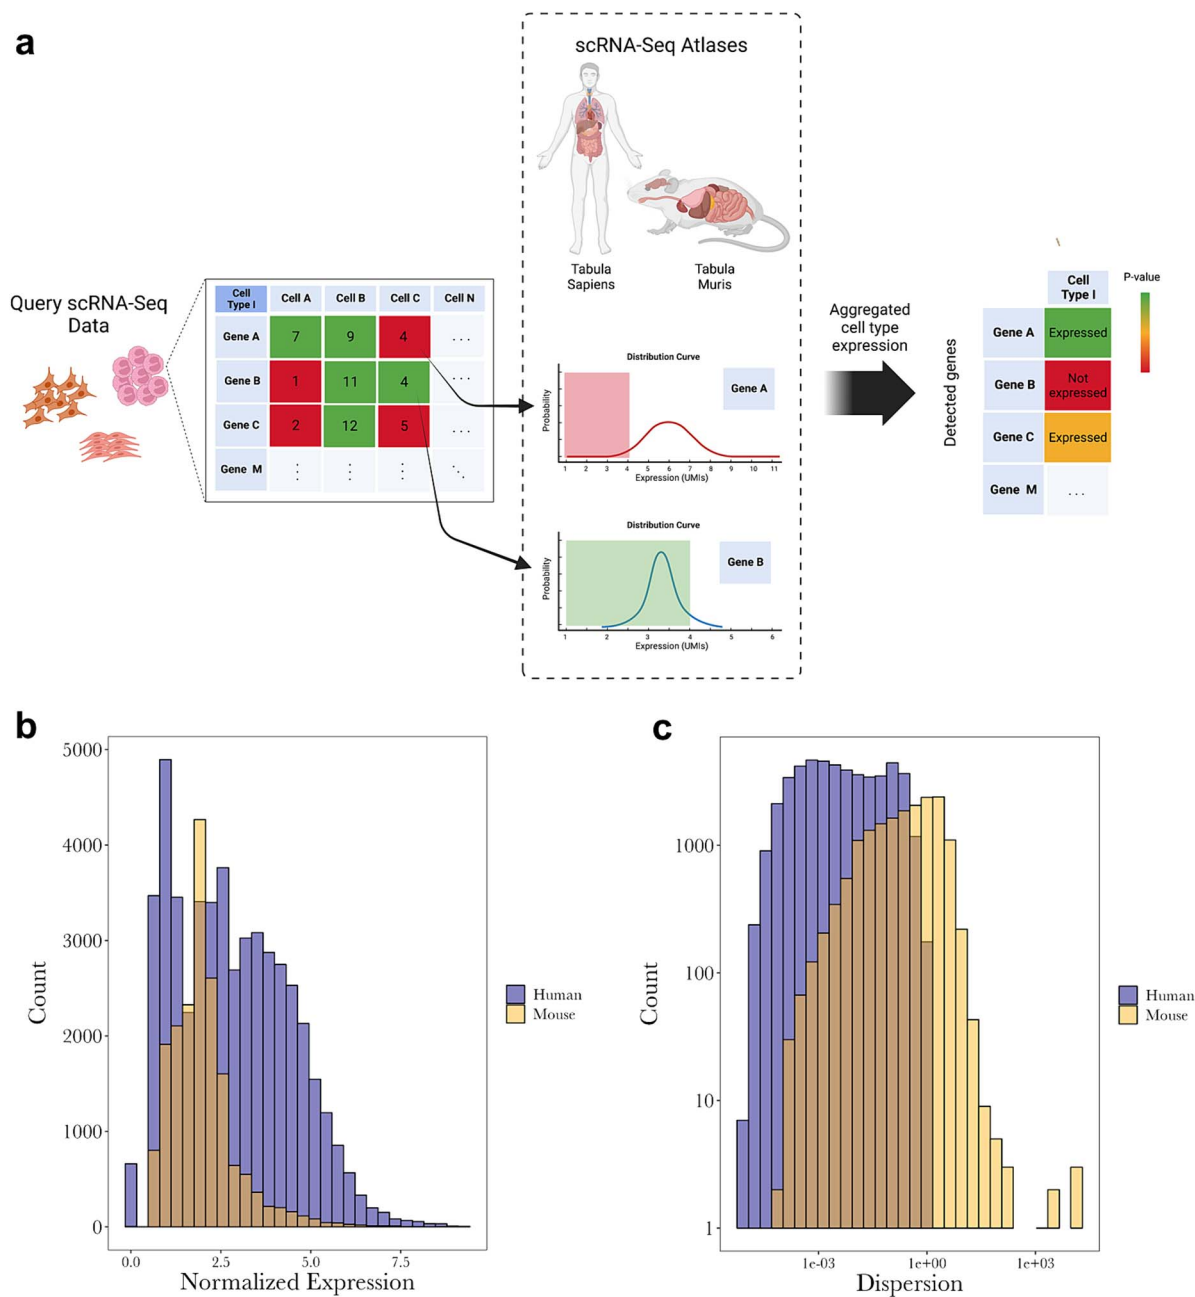 a
scRNA-Seq Atlases
Tabula
Sapiens
Tabula
Muris
Query scRNA-Seq
Data
Cell
Type I
Cell A
Cell B
Cell C
Cell N
Gene A
7
9
4
...
Gene B
1
11
4
...
Gene C
2
12
5
...
Gene M
⋮
⋮
⋮
⋱
Distribution Curve
Gene A
Probability
1 2 3 4 5 6 7 8 9 10 11
Expression (UMIs)
Distribution Curve
Gene B
Probability
1 2 3 4 5 6
Expression (UMIs)
Aggregated
cell type
expression
Detected genes
Cell
Type I
P-value
Gene A
Expressed
Gene B
Not
expressed
Gene C
Expressed
Gene M
...
b
5000
4000
3000
2000
1000
0
Count
0.0 2.5 5.0 7.5
Normalized Expression
Human
Mouse
c
1000
100
10
1
Count
1e-03 1e+00 1e+03
Dispersion
Human
Mouse